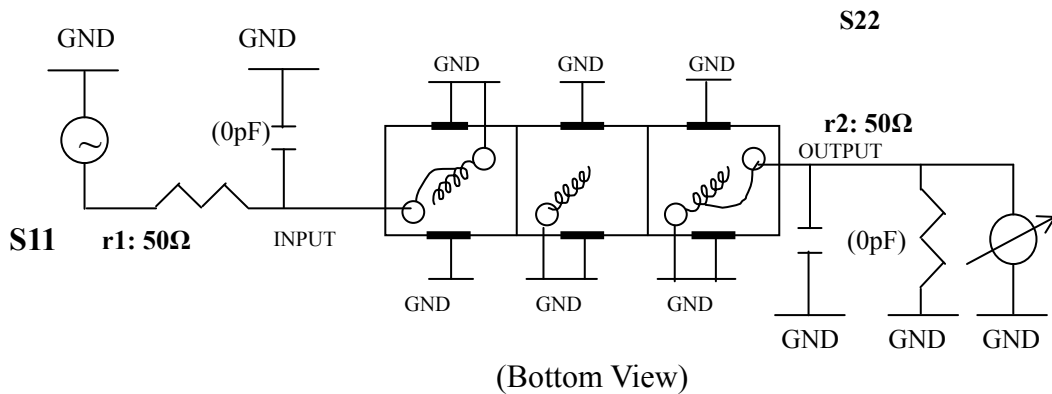 S22
GND
GND
GND
GND
GND
(0pF)
r2: 50Ω
OUTPUT
S11
r1: 50Ω
INPUT
(0pF)
GND
GND
GND
GND
GND
GND
(Bottom View)